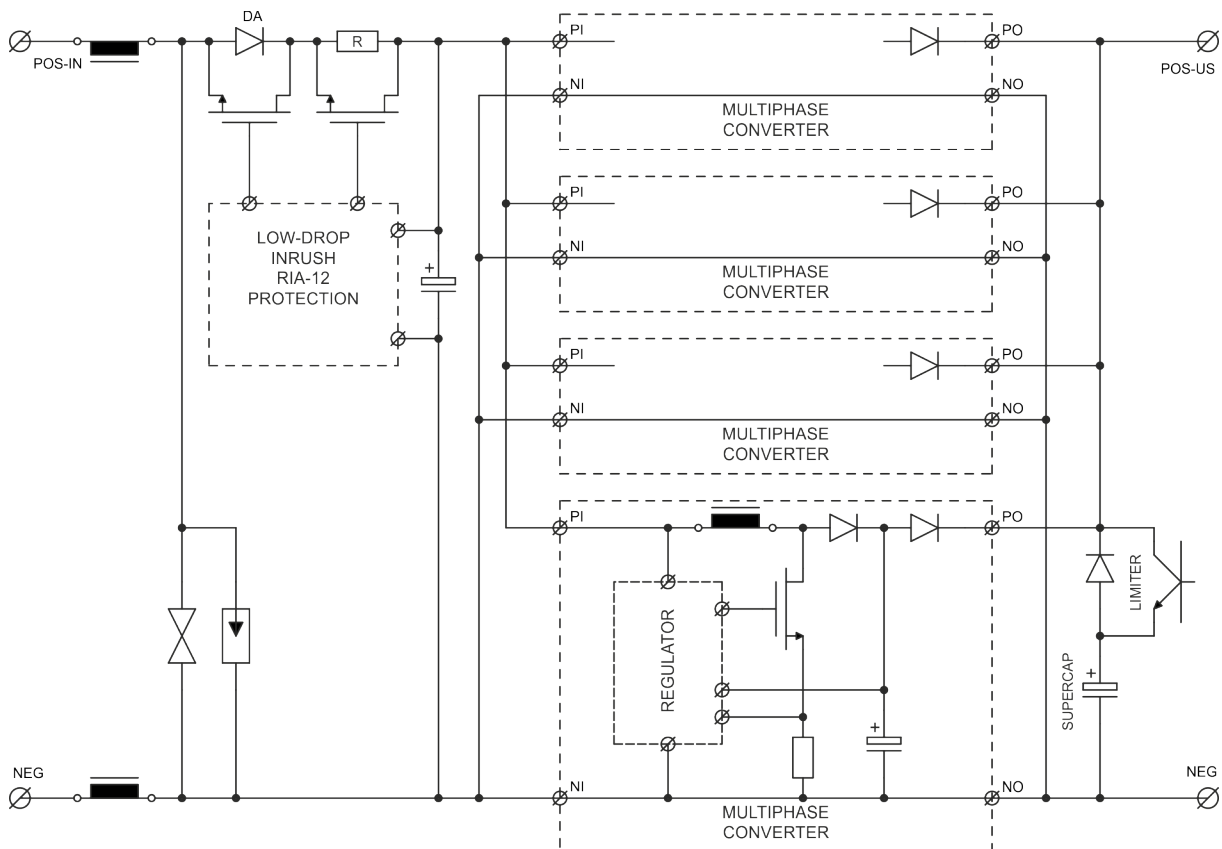 DA
R
POS-IN
LOW-DROP
INRUSH
RIA-12
PROTECTION
+
PI
PO
NI
NO
MULTIPHASE
CONVERTER
POS-US
PI
PO
NI
NO
MULTIPHASE
CONVERTER
PI
PO
NI
NO
MULTIPHASE
CONVERTER
PI
PO
REGULATOR
+
NI
NO
MULTIPHASE
CONVERTER
LIMITER
SUPERCAP
+
NEG
NEG